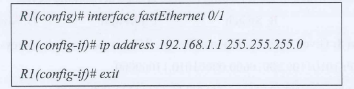 R1(config)# interface fastEthernet 0/1
R1(config-if)# ip address 192.168.1.1 255.255.255.0
R1(config-if)# exit